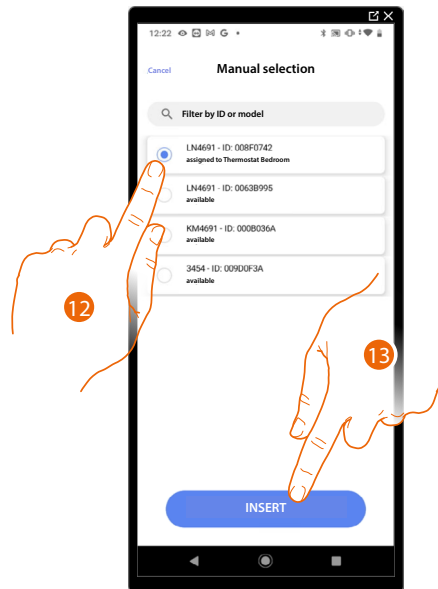 12:22 G
Cancel
Manual selection
Filter by ID or model
LN4691 - ID: 008F0742
assigned to Thermostat Bedroom
LN4691 - ID: 0063B995
available
KM4691 - ID: 000B036A
available
3454 - ID: 009D0F3A
available
12
13
INSERT